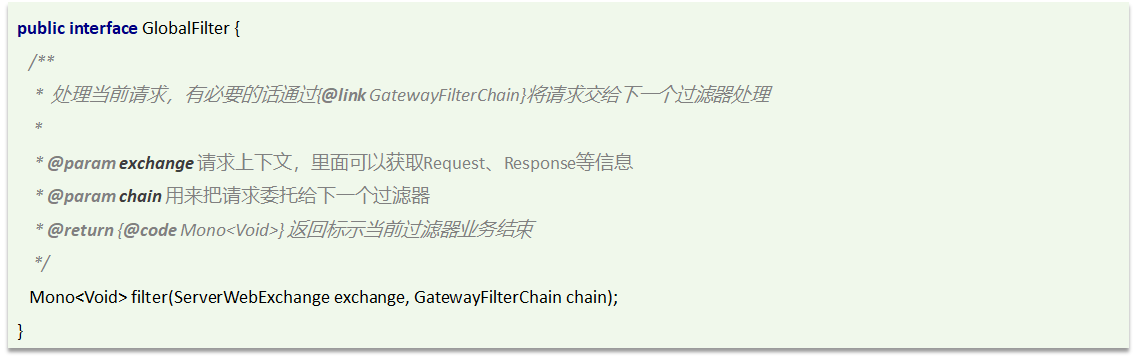 public interface GlobalFilter {
/**
* 处理当前请求，有必要的话通过{@link GatewayFilterChain}将请求交给下一个过滤器处理
*
* @param exchange 请求上下文，里面可以获取Request、Response等信息
* @param chain 用来把请求委托给下一个过滤器
* @return {@code Mono<Void>} 返回标示当前过滤器业务结束
*/
Mono<Void> filter(ServerWebExchange exchange, GatewayFilterChain chain);
}